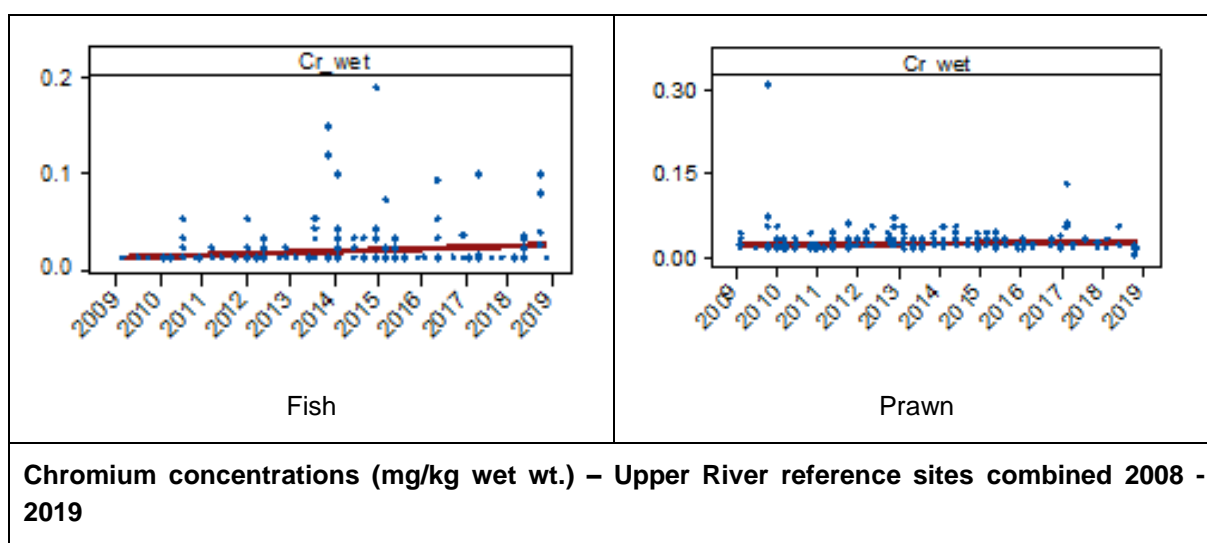 Cr_wet
0.2
0.1
0.0
2009 2010 2011 2012 2013 2014 2015 2016 2017 2018 2019
Fish
Cr wet
0.30
0.15
0.00
2009 2010 2011 2012 2013 2014 2015 2016 2017 2018 2019
Prawn
Chromium concentrations (mg/kg wet wt.) – Upper River reference sites combined 2008 -
2019